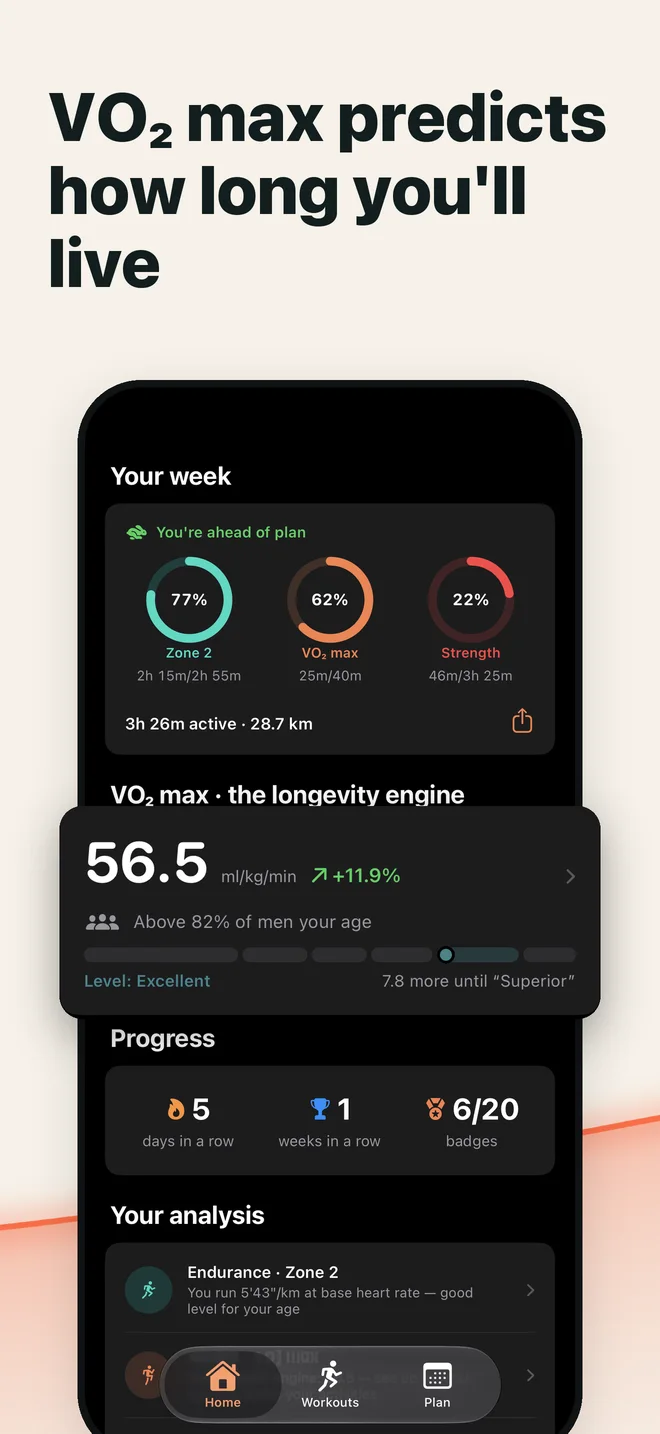 VO₂ max predicts
how long you'll
live
Your week
You're ahead of plan
77%
62%
22%
Zone 2
VO₂ max
Strength
2h 15m/2h 55m
25m/40m
46m/3h 25m
3h 26m active · 28.7 km
VO₂ max · the longevity engine
56.5 ml/kg/min +11.9%
Above 82% of men your age
Level: Excellent
7.8 more until “Superior”
Progress
5
1
6/20
days in a row
weeks in a row
badges
Your analysis
Endurance · Zone 2
You run 5'43"/km at base heart rate — good
level for your age
Home
Workouts
Plan